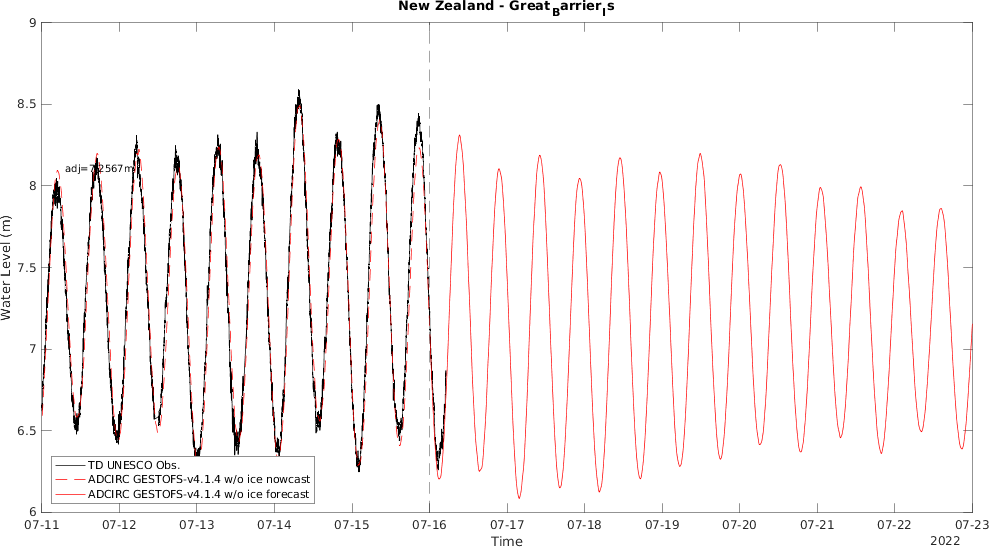 New Zealand - Great_Barrier_Is
9
8.5
8
7.5
7
6.5
6
Water Level (m)
adj=7.2567m
TD UNESCO Obs.
ADCIRC GESTOFS-v4.1.4 w/o ice nowcast
ADCIRC GESTOFS-v4.1.4 w/o ice forecast
07-11 07-12 07-13 07-14 07-15 07-16 07-17 07-18 07-19 07-20 07-21 07-22 07-23
Time
2022